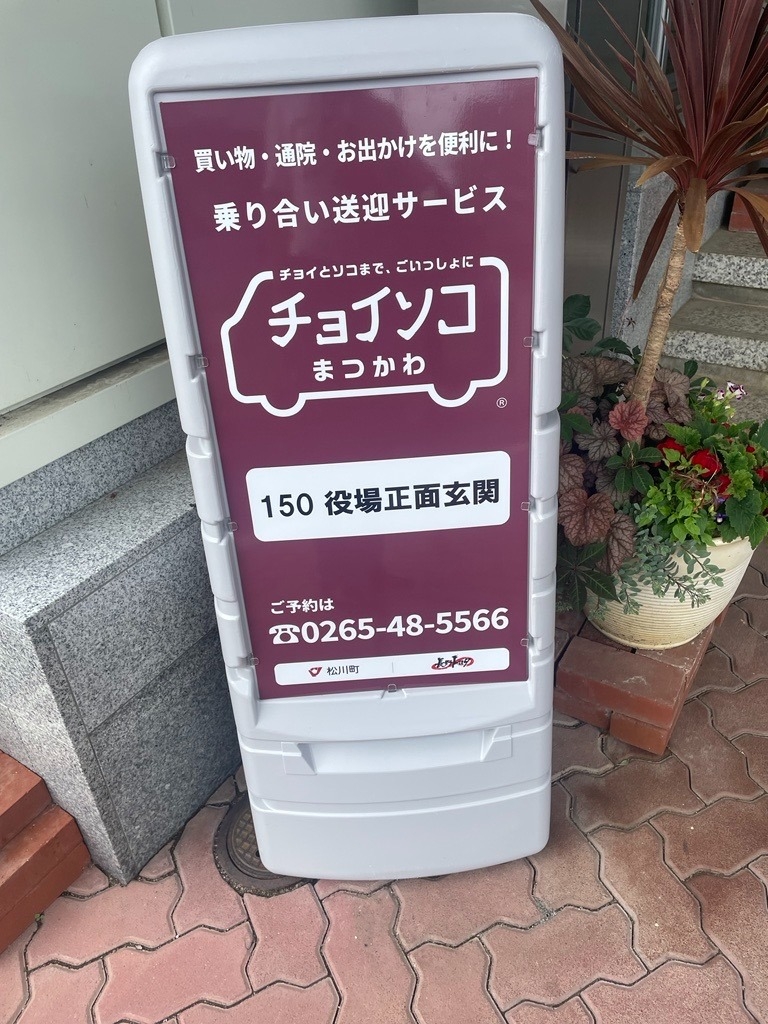 買い物・通院・お出かけを便利に！
乗り合い送迎サービス
チョイとソコまで、ごいっしょに
チョイソコ
まつかわ
®
150 役場正面玄関
ご予約は
☎0265-48-5566
松川町